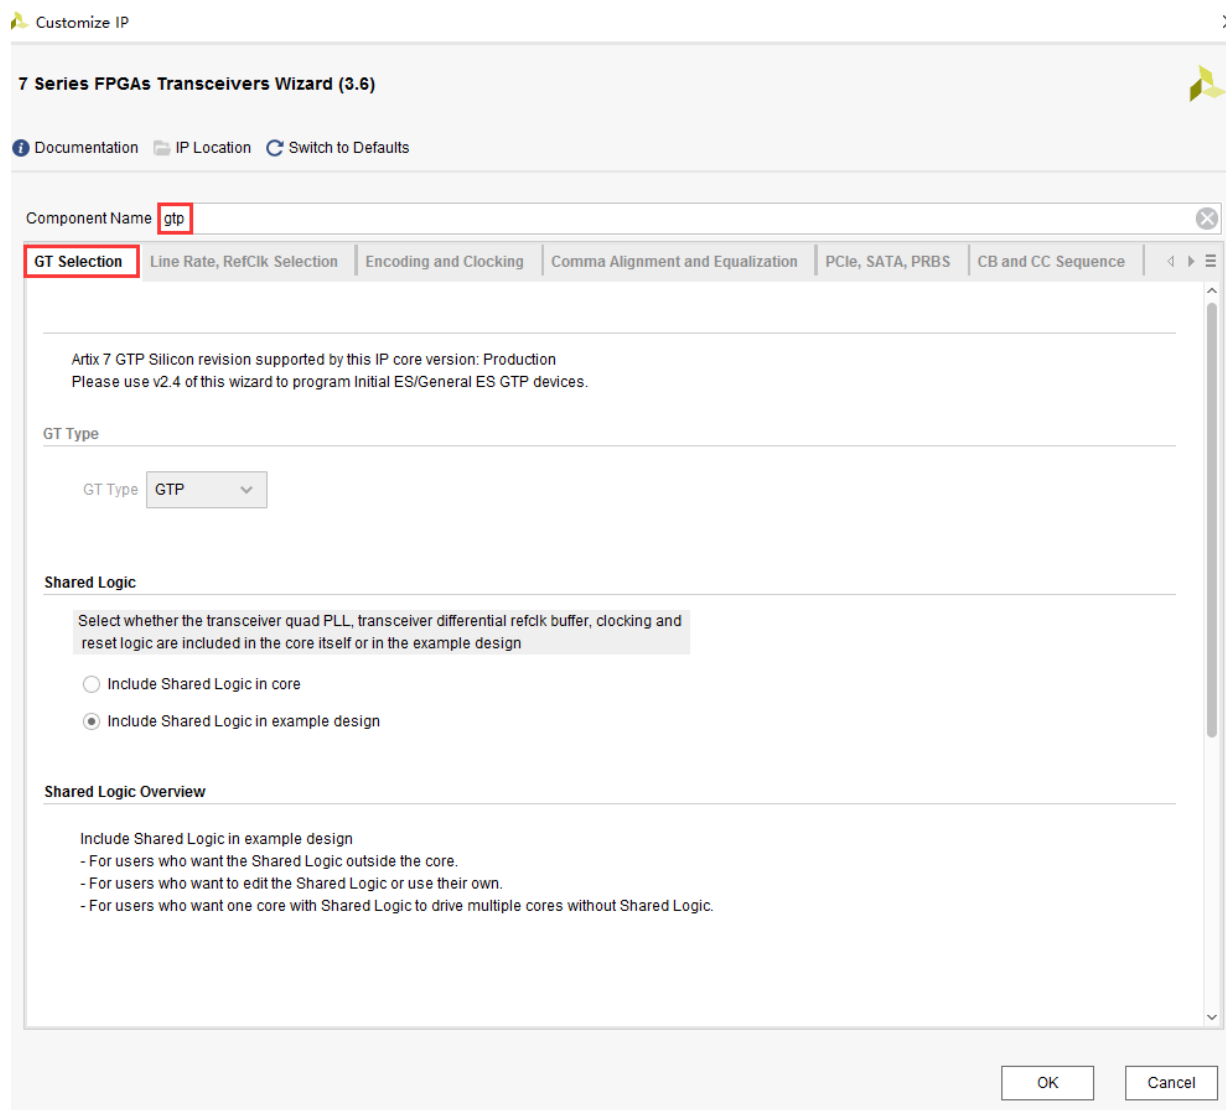 Customize IP
7 Series FPGAs Transceivers Wizard (3.6)
Documentation IP Location Switch to Defaults
Component Name gtp
GT Selection Line Rate, RefClk Selection Encoding and Clocking Comma Alignment and Equalization PCIe, SATA, PRBS CB and CC Sequence
Artix 7 GTP Silicon revision supported by this IP core version: Production
Please use v2.4 of this wizard to program Initial ES/General ES GTP devices.
GT Type
GT Type GTP
Shared Logic
Select whether the transceiver quad PLL, transceiver differential refclk buffer, clocking and
reset logic are included in the core itself or in the example design
Include Shared Logic in core
Include Shared Logic in example design
Shared Logic Overview
Include Shared Logic in example design
- For users who want the Shared Logic outside the core.
- For users who want to edit the Shared Logic or use their own.
- For users who want one core with Shared Logic to drive multiple cores without Shared Logic.
OK Cancel